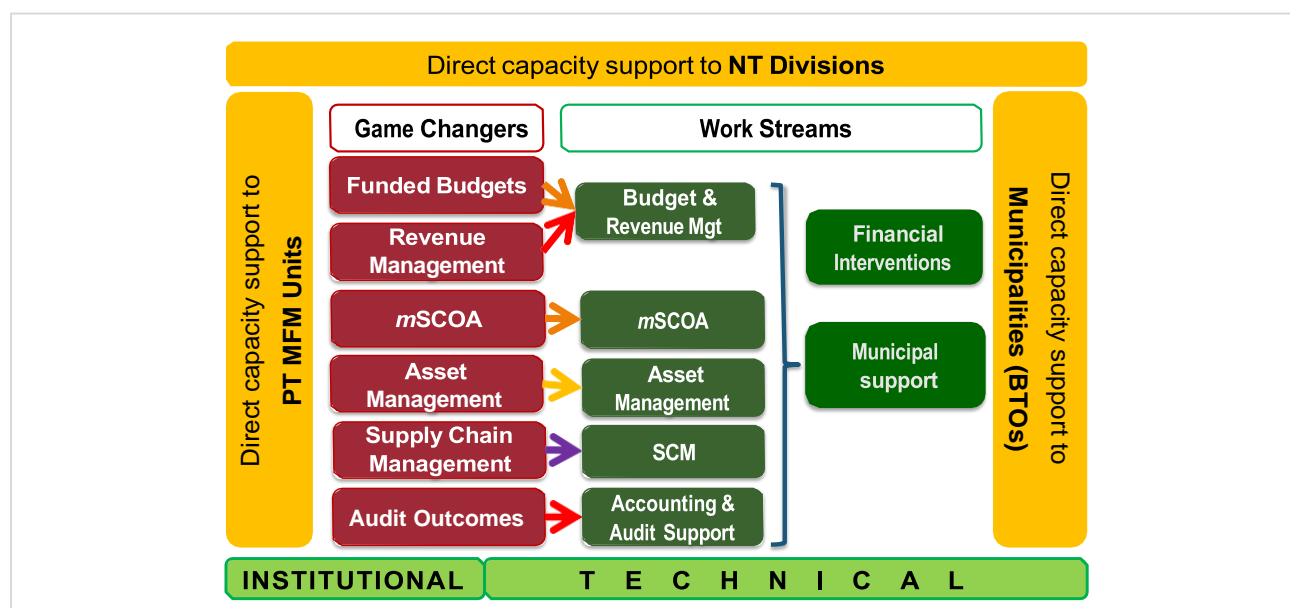 Direct capacity support to NT Divisions
Direct capacity support to
PT MFM Units
Game Changers
Work Streams
Funded Budgets
Revenue
Management
mSCOA
Asset
Management
Supply Chain
Management
Audit Outcomes
Budget &
Revenue Mgt
mSCOA
Asset
Management
SCM
Accounting &
Audit Support
Financial
Interventions
Municipal
support
Direct capacity support to
Municipalities (BTOs)
INSTITUTIONAL
T E C H N I C A L